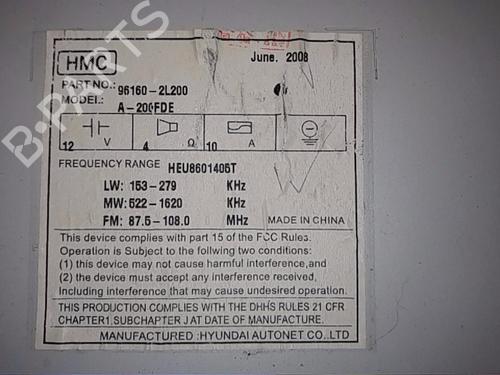 HMC
June. 2008
PART NO.: 96160-2L200
MODEL: A-200FDE
12 V 4 Ω 10 A
FREQUENCY RANGE HEU8601405T
LW: 153-279 KHz
MW: 522-1620 KHz
FM: 87.5-108.0 MHz
MADE IN CHINA
This device complies with part 15 of the FCC Rules.
Operation is Subject to the folowing two conditions:
(1) this device may not cause harmful interference,and
(2) the device must accept any interference received,
Including interference that may cause undesired operation.
THIS PRODUCTION COMPLIES WITH THE DHHS RULES 21 CFR
CHAPTER1,SUBCHAPTER J,AT DATE OF MANUFACTURE.
MANUFACTURED :HYUNDAI AUTONET CO.,LTD
B-PARTS